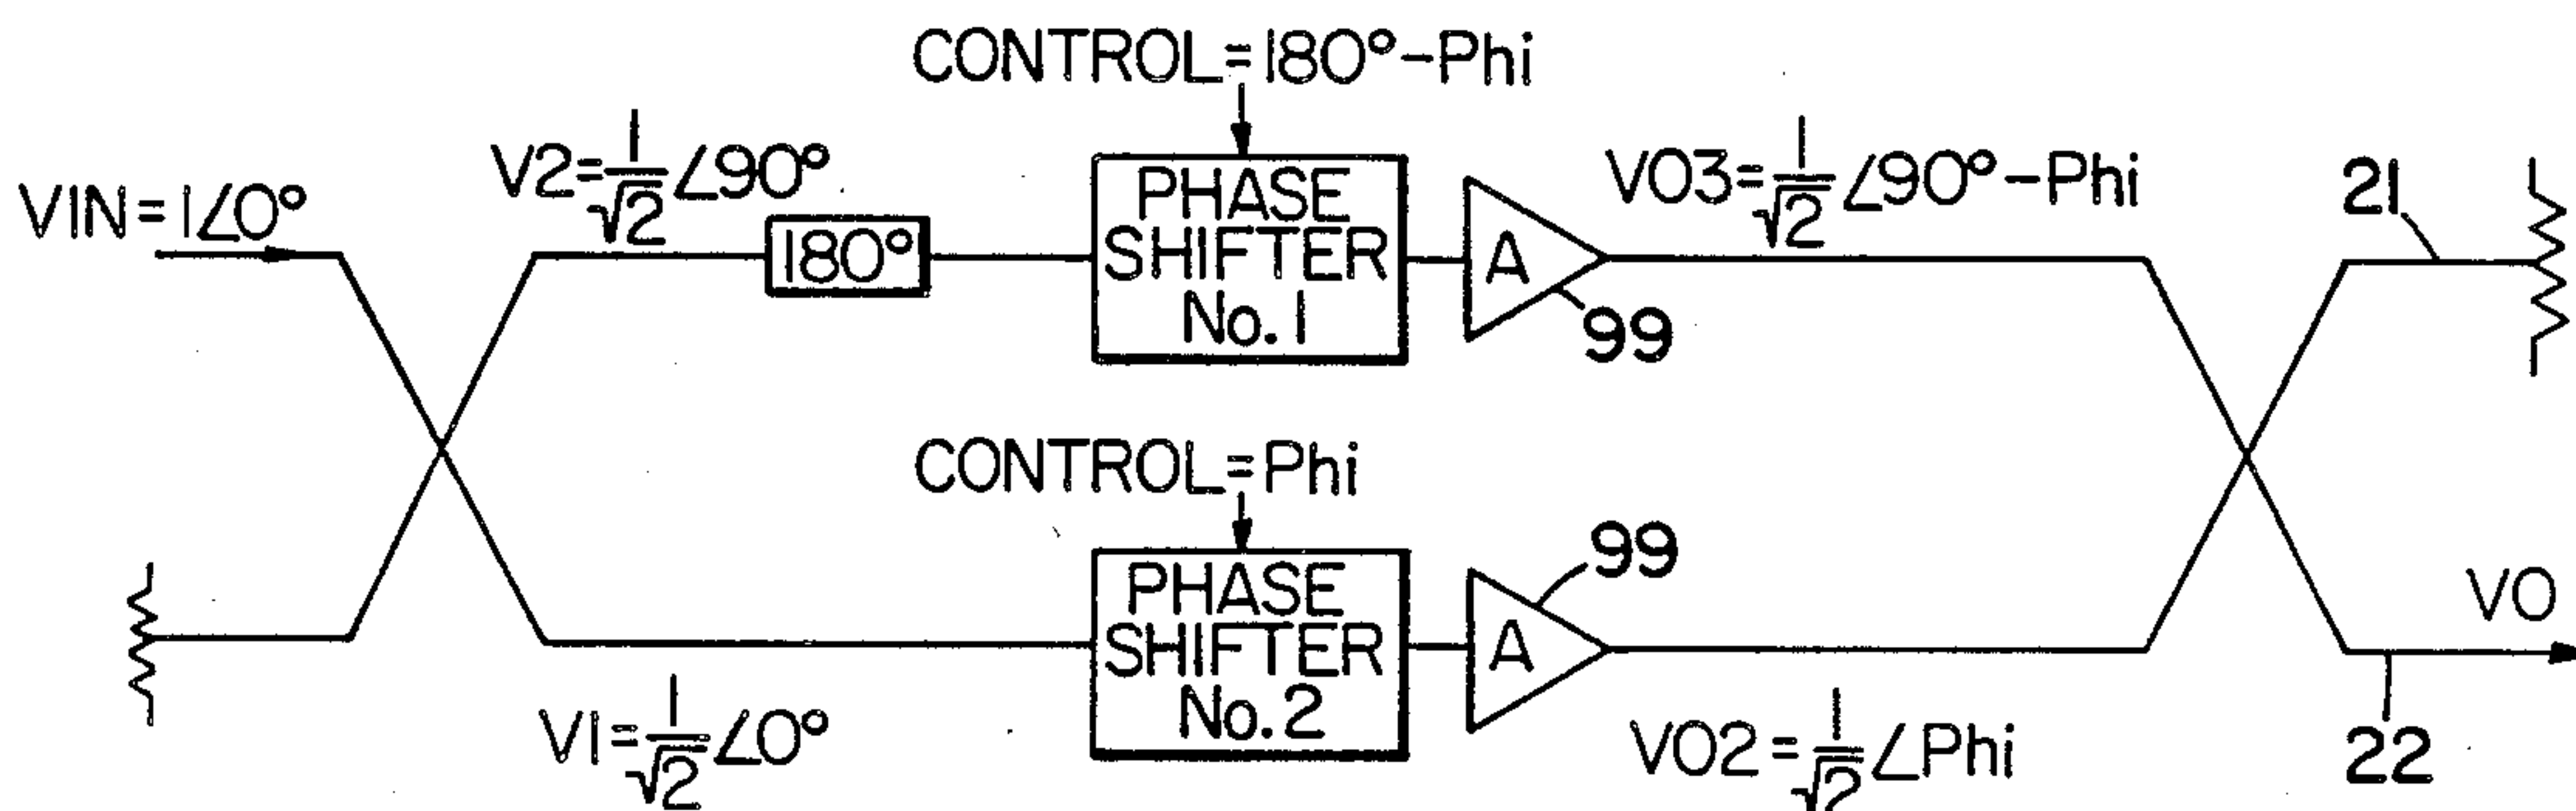 CONTROL=180°-Phi
VIN=1∠0°
V2=1/√2 ∠90°
180°
PHASE
SHIFTER
No. 1
A
99
VO3=1/√2 ∠90°-Phi
21
CONTROL=Phi
V1=1/√2 ∠0°
PHASE
SHIFTER
No. 2
A
99
VO2=1/√2 ∠Phi
VO
22